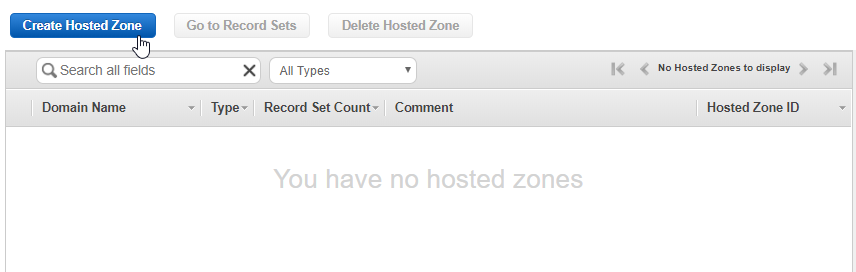 Create Hosted Zone Go to Record Sets Delete Hosted Zone
Search all fields All Types No Hosted Zones to display
Domain Name Type Record Set Count Comment Hosted Zone ID
You have no hosted zones